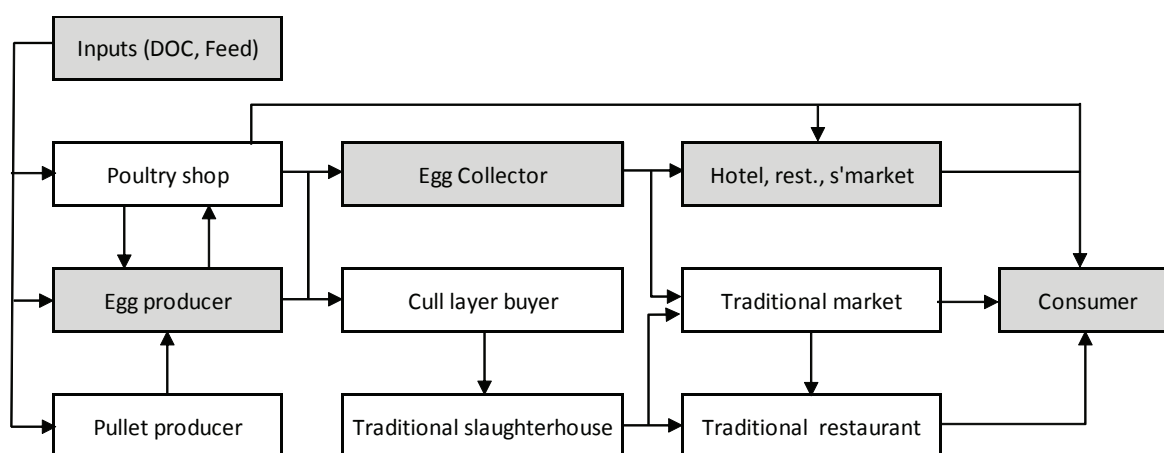 Inputs (DOC, Feed)
Poultry shop
Egg Collector
Hotel, rest., s'market
Egg producer
Cull layer buyer
Traditional market
Consumer
Pullet producer
Traditional slaughterhouse
Traditional restaurant